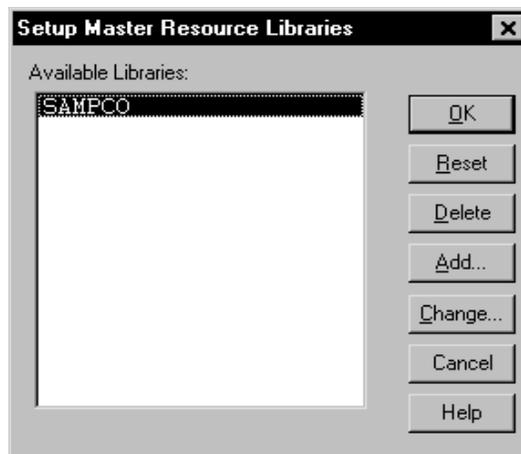 Setup Master Resource Libraries
Available Libraries:
SAMPCO
OK
Reset
Delete
Add...
Change...
Cancel
Help